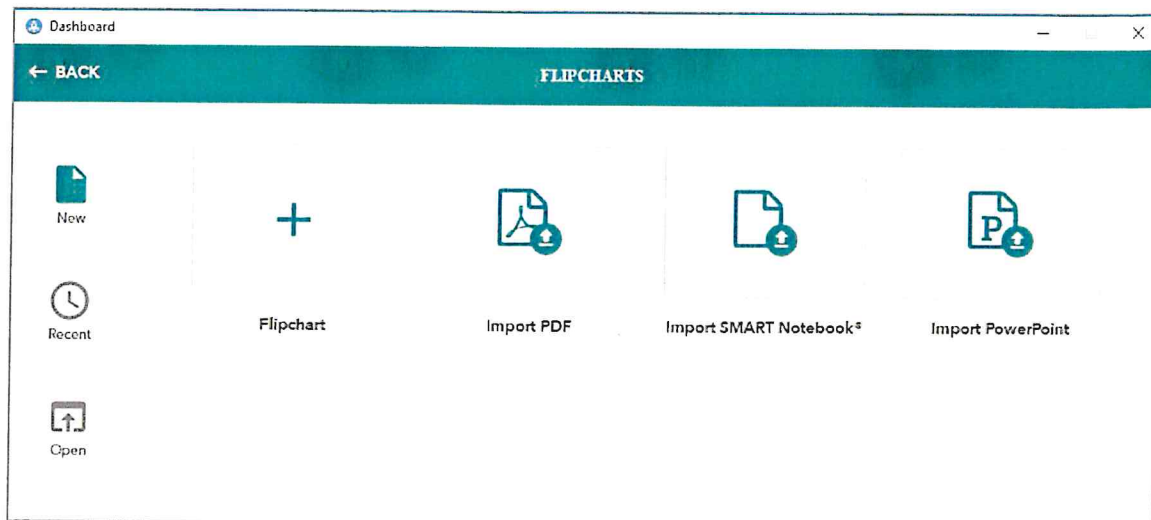 Dashboard
← BACK
FLIPCHARTS
New
Recent
Open
Flipchart
Import PDF
Import SMART Notebook®
P
Import PowerPoint